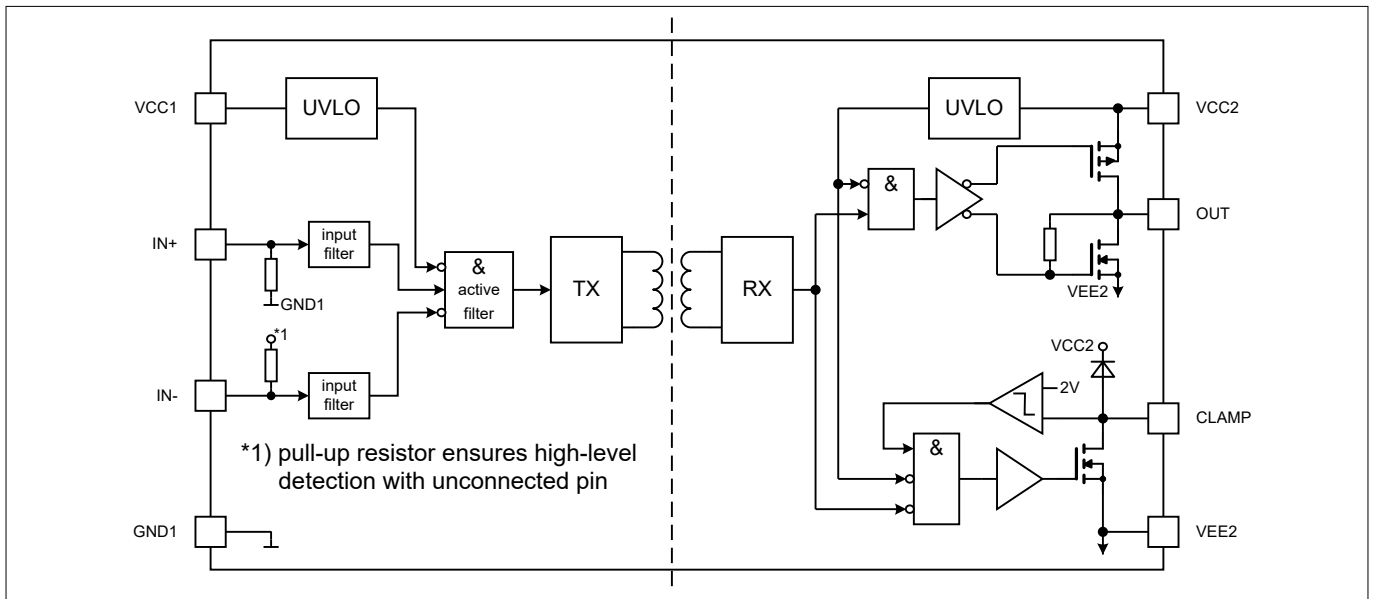 VCC1
UVLO
UVLO
VCC2
&
OUT
IN+
input
filter
GND1
&
active
filter
TX
RX
VEE2
*1
IN-
input
filter
VCC2
2V
CLAMP
&
*1) pull-up resistor ensures high-level
detection with unconnected pin
GND1
VEE2